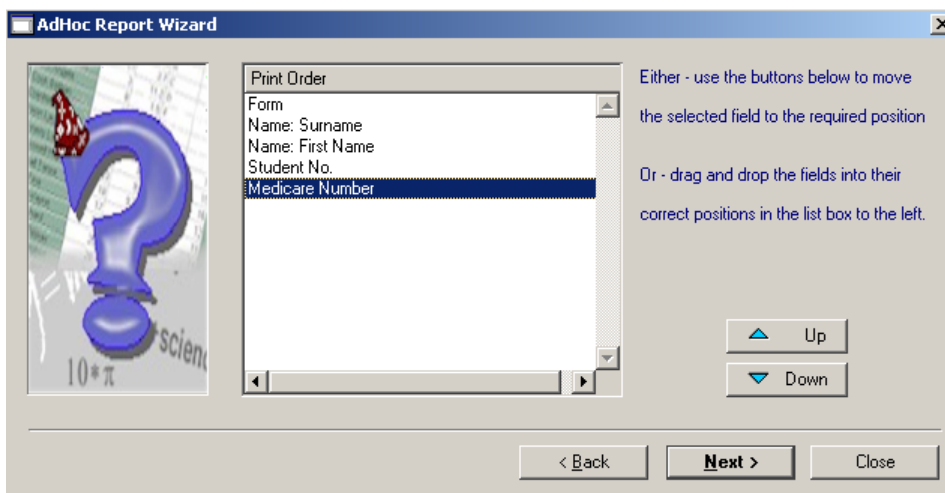 AdHoc Report Wizard
Print Order
Form
Name: Surname
Name: First Name
Student No.
Medicare Number
Either - use the buttons below to move
the selected field to the required position
Or - drag and drop the fields into their
correct positions in the list box to the left.
10*π
scienc
Up
Down
< Back
Next >
Close